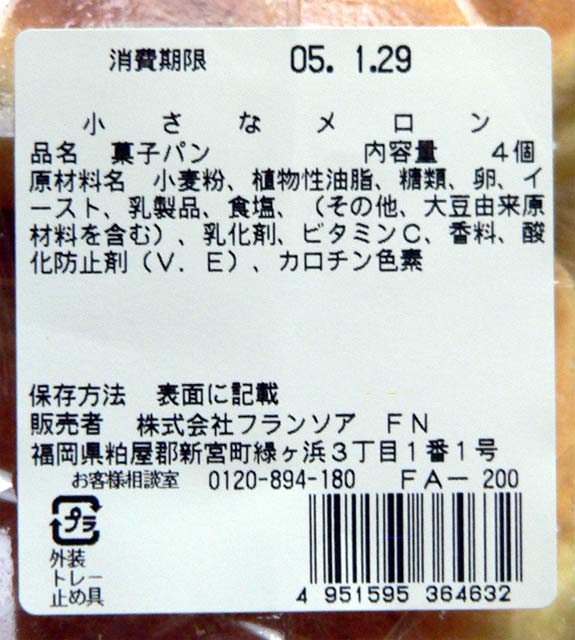 消費期限 05. 1.29
小さなメロン
品名 菓子パン 内容量 4個
原材料名 小麦粉、植物性油脂、糖類、卵、イ
ースト、乳製品、食塩、(その他、大豆由来原
材料を含む)、乳化剤、ビタミンC、香料、酸
化防止剤(V.E)、カロチン色素
保存方法 表面に記載
販売者 株式会社フランソア FN
福岡県粕屋郡新宮町緑ヶ浜3丁目1番1号
お客様相談室 0120-894-180 FA-200
プラ
外装
トレー
止め具
4 951595 364632